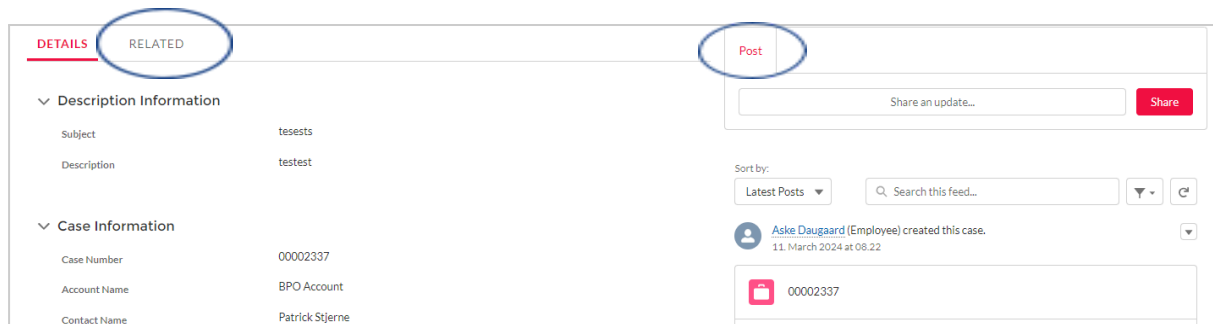 DETAILS RELATED
Description Information
Subject tesests
Description testest
Case Information
Case Number 00002337
Account Name BPO Account
Contact Name Patrick Stjerne
Post
Share an update...
Share
Sort by:
Latest Posts
Search this feed...
Aske Daugaard (Employee) created this case.
11. March 2024 at 08.22
00002337